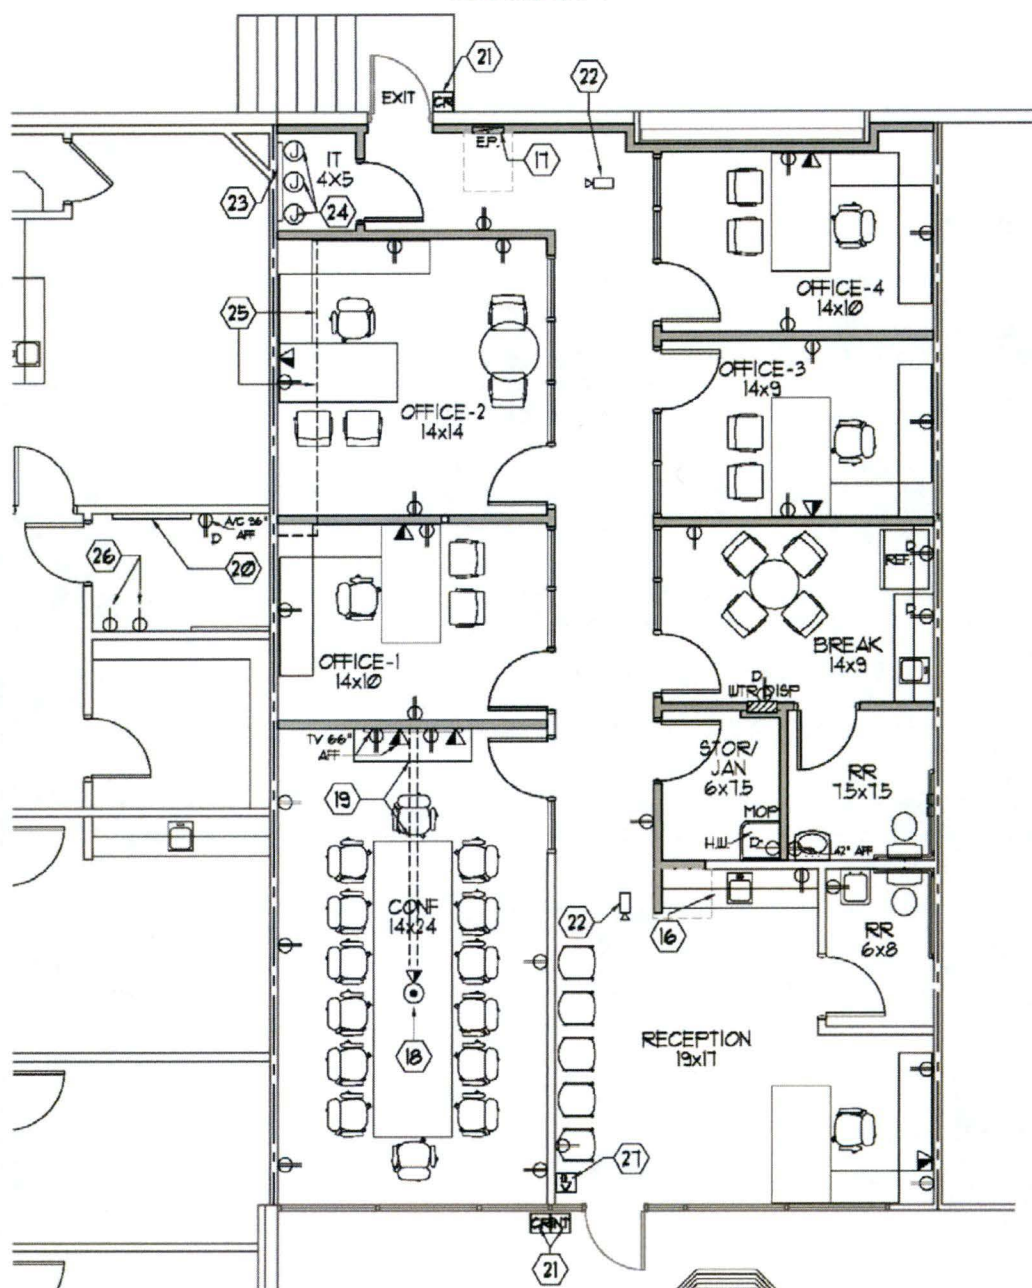 21
22
EXIT
CR
E.P.
17
IT
4X5
23
24
OFFICE-4
14x10
25
OFFICE-3
14x9
OFFICE-2
14x14
A/C 96"
AFF
D
20
26
D
REF.
D
BREAK
14x9
OFFICE-1
14x10
D
WTR DISP
TV 66"
AFF
STOR/
JAN
6x7.5
RR
7.5x7.5
19
MOP
H.W.
D
42" AFF
CONF
14x24
22
16
RR
6x8
RECEPTION
19x17
18
27
21